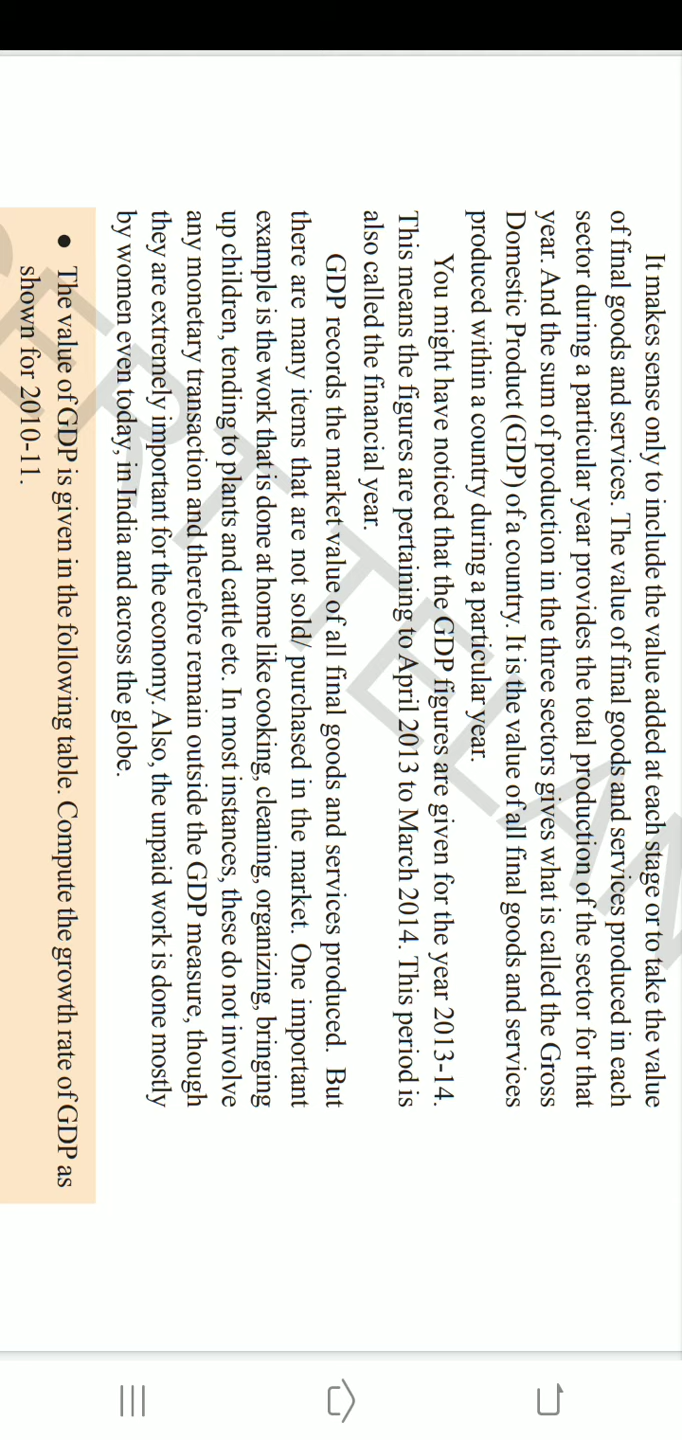 It makes sense only to include the value added at each stage or to take the value
of final goods and services. The value of final goods and services produced in each
sector during a particular year provides the total production of the sector for that
year. And the sum of production in the three sectors gives what is called the Gross
Domestic Product (GDP) of a country. It is the value of all final goods and services
produced within a country during a particular year.
You might have noticed that the GDP figures are given for the year 2013-14.
This means the figures are pertaining to April 2013 to March 2014. This period is
also called the financial year.
GDP records the market value of all final goods and services produced. But
there are many items that are not sold/ purchased in the market. One important
example is the work that is done at home like cooking, cleaning, organizing, bringing
up children, tending to plants and cattle etc. In most instances, these do not involve
any monetary transaction and therefore remain outside the GDP measure, though
they are extremely important for the economy. Also, the unpaid work is done mostly
by women even today, in India and across the globe.
• The value of GDP is given in the following table. Compute the growth rate of GDP as
shown for 2010-11.
CERT TELAN